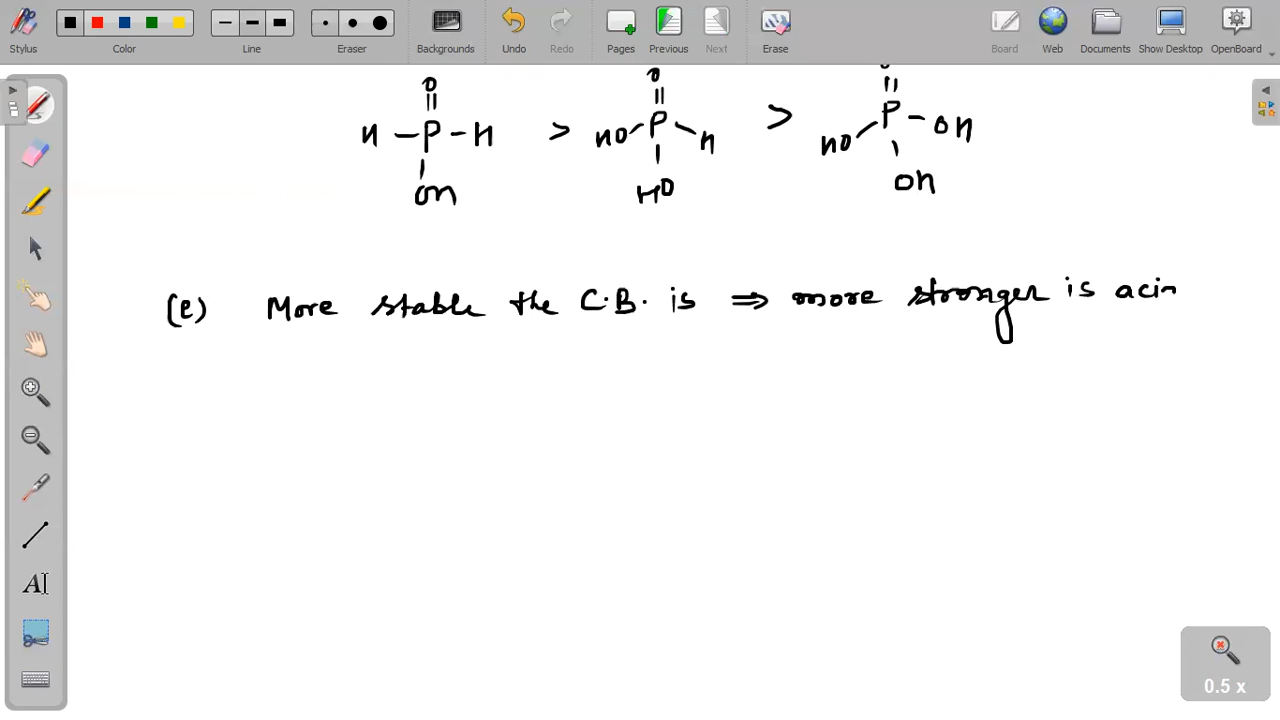 Stylus Color Line Eraser Backgrounds Undo Redo Pages Previous Next Erase Board Web Documents Show Desktop OpenBoard
O O O
H - P - H > HO P H > HO P OH
OH HO OH
(e) More stable the C.B. is ⇒ more stronger is acin
0.5 x